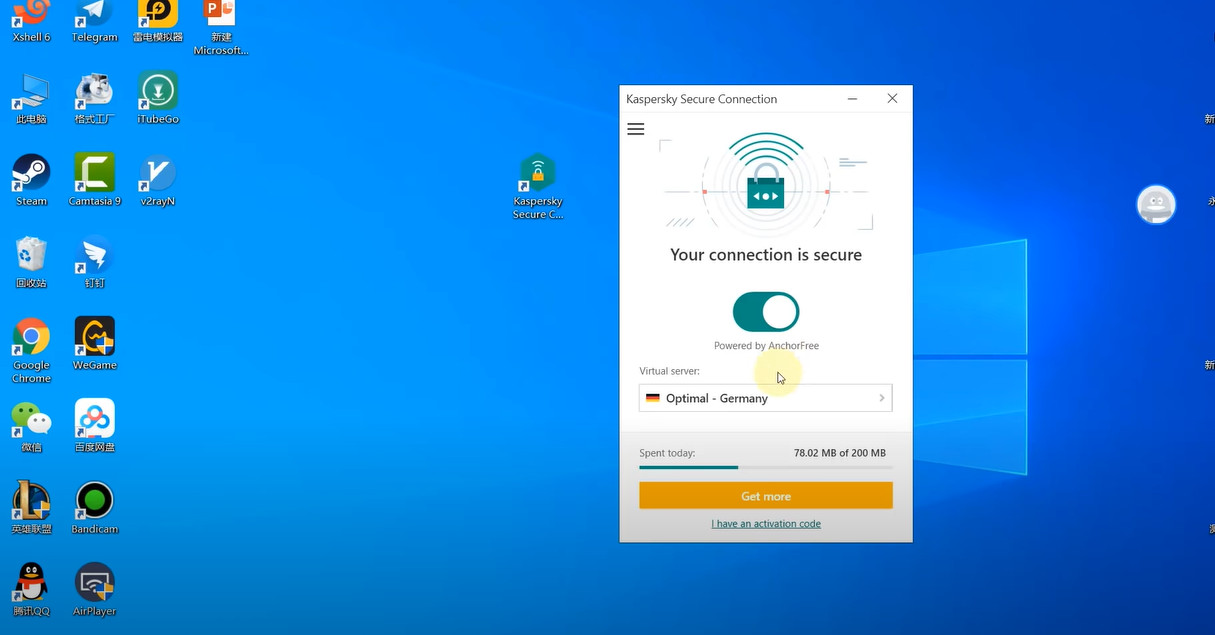 Xshell 6
Telegram
雷电模拟器
新建
Microsoft...
此电脑
格式工厂
iTubeGo
Steam
Camtasia 9
v2rayN
回收站
钉钉
Google
Chrome
WeGame
微信
百度网盘
英雄联盟
Bandicam
腾讯QQ
AirPlayer
Kaspersky
Secure C...
Kaspersky Secure Connection
Your connection is secure
Powered by AnchorFree
Virtual server:
Optimal - Germany
Spent today:
78.02 MB of 200 MB
Get more
I have an activation code
新
永
新